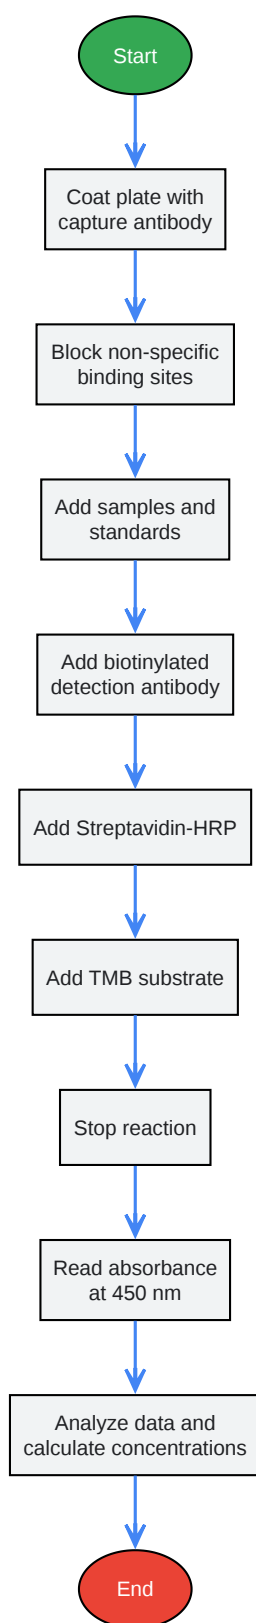 Start
Coat plate with
capture antibody
Block non-specific
binding sites
Add samples and
standards
Add biotinylated
detection antibody
Add Streptavidin-HRP
Add TMB substrate
Stop reaction
Read absorbance
at 450 nm
Analyze data and
calculate concentrations
End